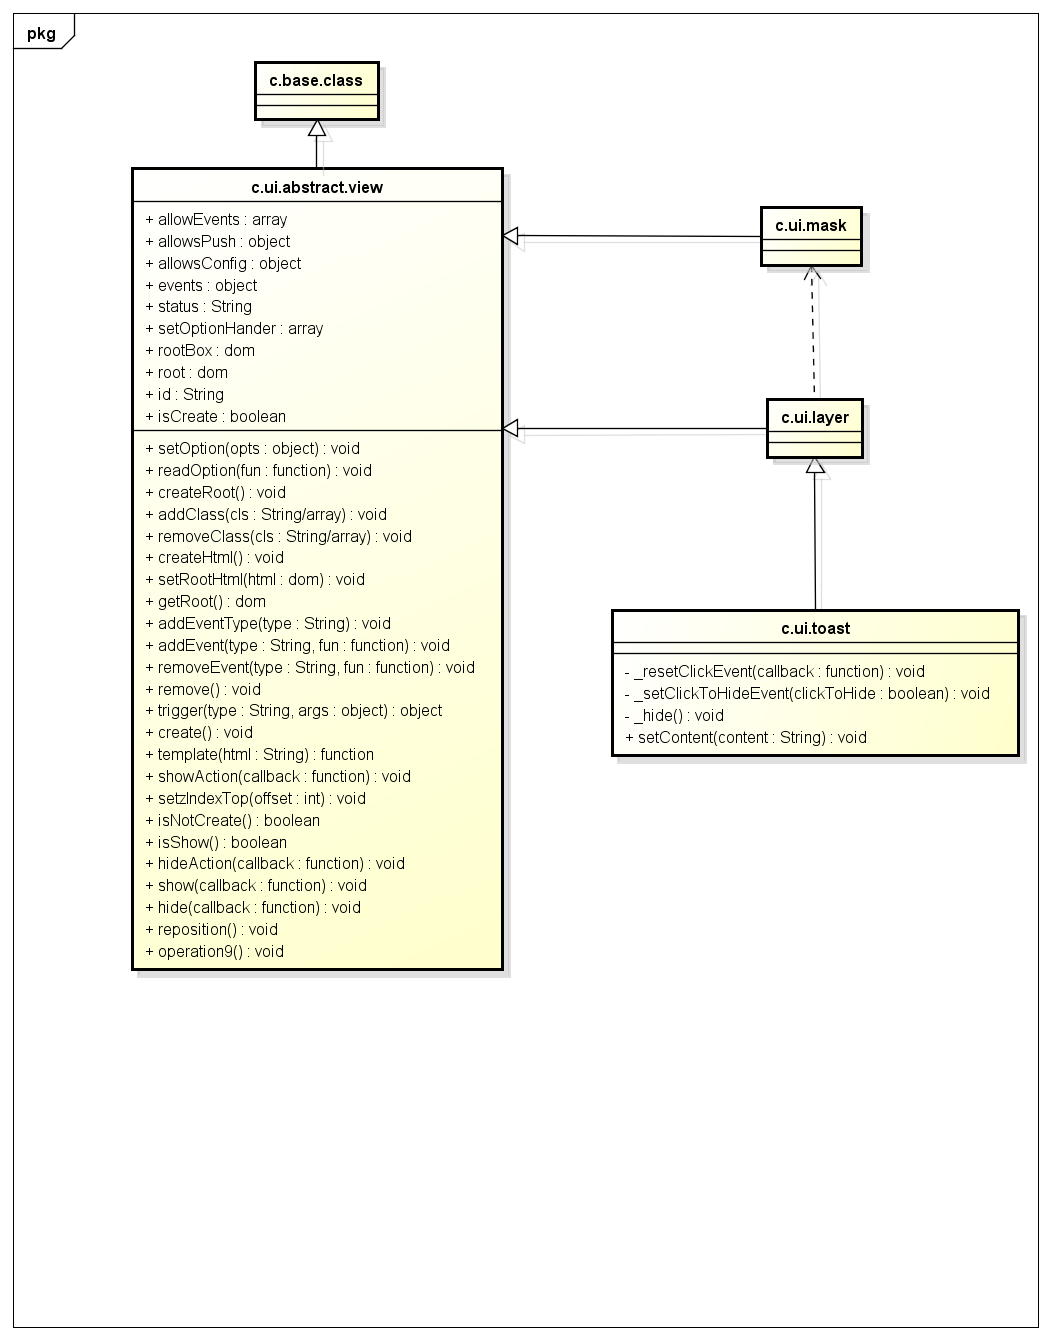 pkg
c.base.class
c.ui.abstract.view
+ allowEvents : array
+ allowsPush : object
+ allowsConfig : object
+ events : object
+ status : String
+ setOptionHander : array
+ rootBox : dom
+ root : dom
+ id : String
+ isCreate : boolean
+ setOption(opts : object) : void
+ readOption(fun : function) : void
+ createRoot() : void
+ addClass(cls : String/array) : void
+ removeClass(cls : String/array) : void
+ createHtml() : void
+ setRootHtml(html : dom) : void
+ getRoot() : dom
+ addEventType(type : String) : void
+ addEvent(type : String, fun : function) : void
+ removeEvent(type : String, fun : function) : void
+ remove() : void
+ trigger(type : String, args : object) : object
+ create() : void
+ template(html : String) : function
+ showAction(callback : function) : void
+ setzIndexTop(offset : int) : void
+ isNotCreate() : boolean
+ isShow() : boolean
+ hideAction(callback : function) : void
+ show(callback : function) : void
+ hide(callback : function) : void
+ reposition() : void
+ operation9() : void
c.ui.mask
c.ui.layer
c.ui.toast
- _resetClickEvent(callback : function) : void
- _setClickToHideEvent(clickToHide : boolean) : void
- _hide() : void
+ setContent(content : String) : void